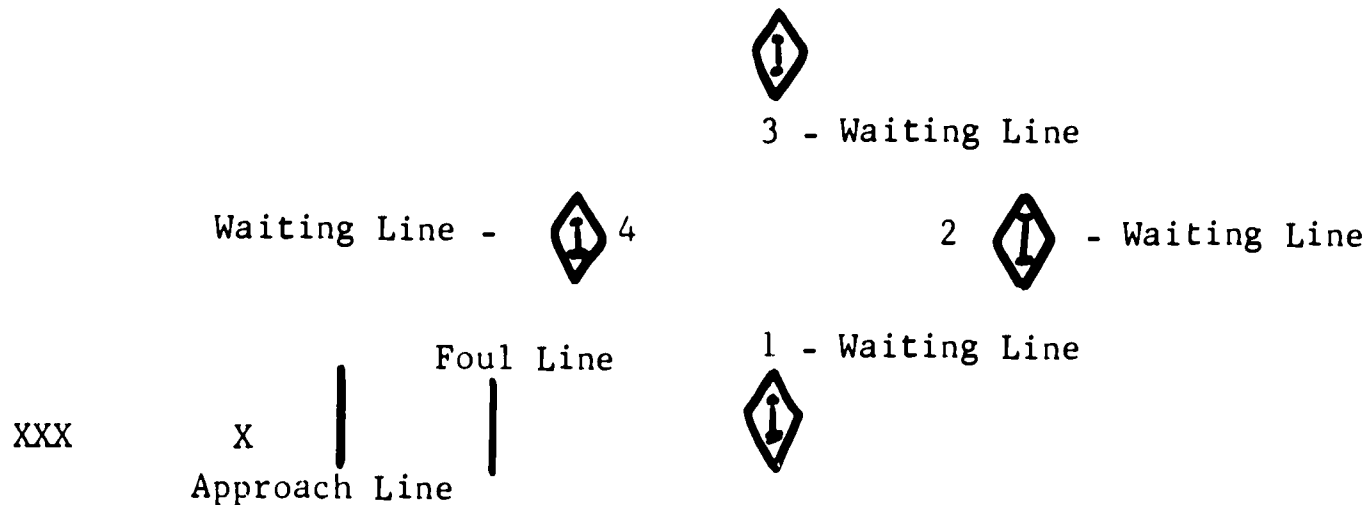 3 - Waiting Line
Waiting Line - 4
2 - Waiting Line
1 - Waiting Line
Foul Line
XXX X
Approach Line